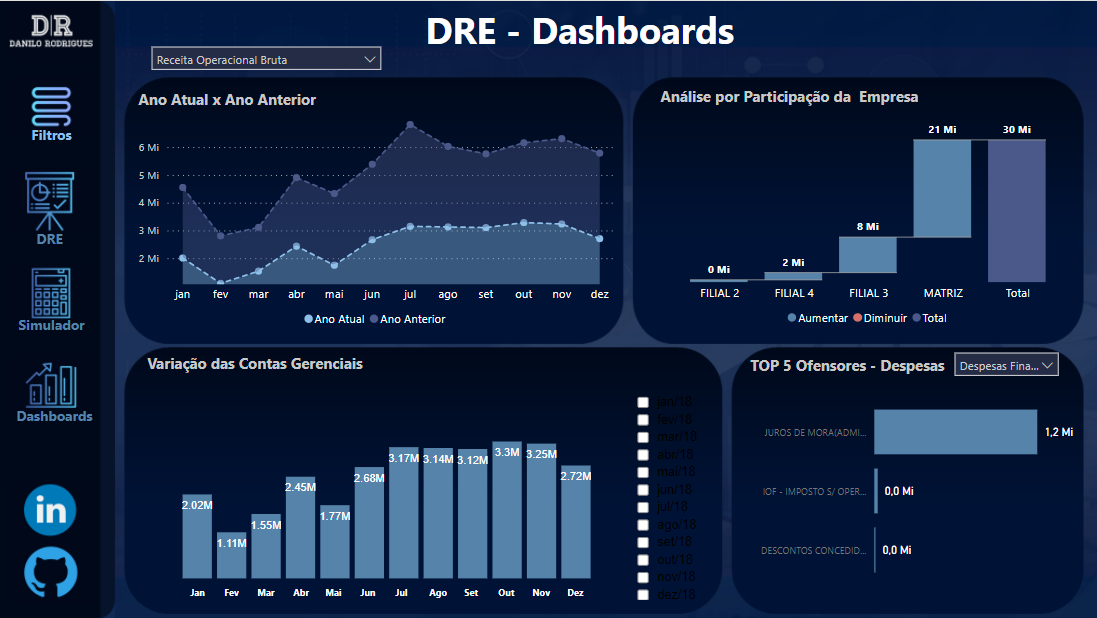 D|R
DANILO RODRIGUES
DRE - Dashboards
Receita Operacional Bruta
Filtros
DRE
Simulador
Dashboards
in
Ano Atual x Ano Anterior
6 Mi
5 Mi
4 Mi
3 Mi
2 Mi
jan fev mar abr mai jun jul ago set out nov dez
Ano Atual Ano Anterior
Análise por Participação da Empresa
0 Mi 2 Mi 8 Mi 21 Mi 30 Mi
FILIAL 2 FILIAL 4 FILIAL 3 MATRIZ Total
Aumentar Diminuir Total
Variação das Contas Gerenciais
2.02M 1.11M 1.55M 2.45M 1.77M 2.68M 3.17M 3.14M 3.12M 3.3M 3.25M 2.72M
Jan Fev Mar Abr Mai Jun Jul Ago Set Out Nov Dez
jan/18
fev/18
mar/18
abr/18
mai/18
jun/18
jul/18
ago/18
set/18
out/18
nov/18
dez/18
TOP 5 Ofensores - Despesas
Despesas Fina...
JUROS DE MORA(ADMI... 1,2 Mi
IOF - IMPOSTO S/ OPER... 0,0 Mi
DESCONTOS CONCEDID... 0,0 Mi